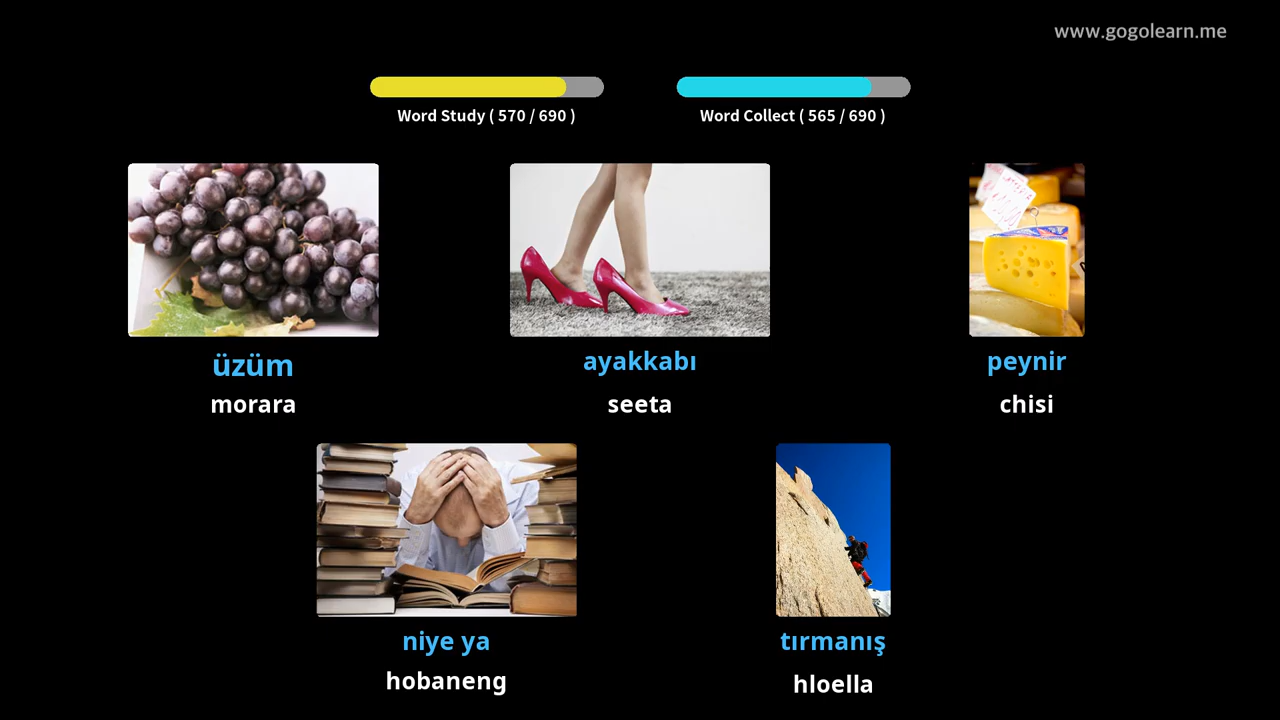 www.gogolearn.me
Word Study ( 570 / 690 )
Word Collect ( 565 / 690 )
üzüm
morara
ayakkabı
seeta
peynir
chisi
niye ya
hobaneng
tırmanış
hloella